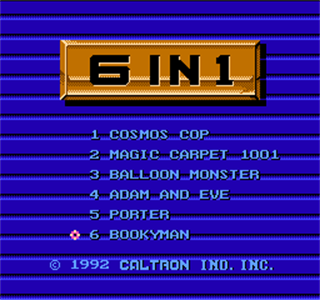 6 IN 1
1 COSMOS COP
2 MAGIC CARPET 1001
3 BALLOON MONSTER
4 ADAM AND EVE
5 PORTER
6 BOOKYMAN
© 1992 CALTRON IND. INC.